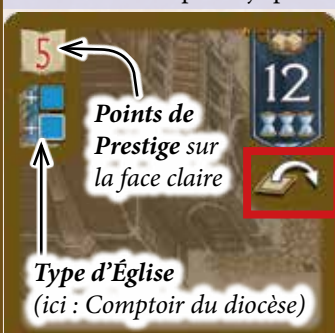 5
12
Points de
Prestige sur
la face claire
Type d'Église
(ici : Comptoir du diocèse)